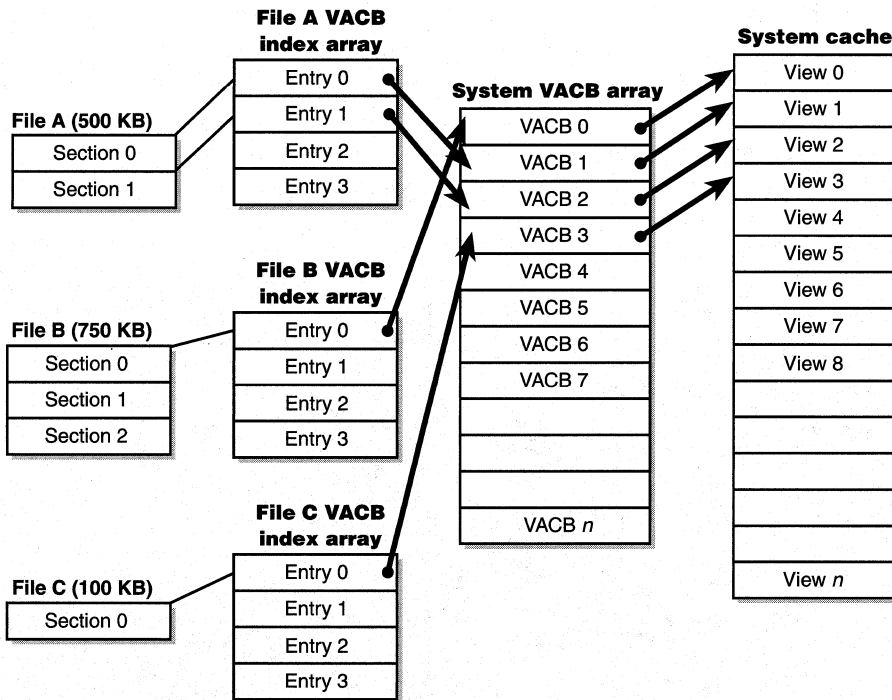 File A VACB
index array
Entry 0
Entry 1
Entry 2
Entry 3
File A (500 KB)
Section 0
Section 1
File B VACB
index array
Entry 0
Entry 1
Entry 2
Entry 3
File B (750 KB)
Section 0
Section 1
Section 2
File C VACB
index array
Entry 0
Entry 1
Entry 2
Entry 3
File C (100 KB)
Section 0
System VACB array
VACB 0
VACB 1
VACB 2
VACB 3
VACB 4
VACB 5
VACB 6
VACB 7
VACB n
System cache
View 0
View 1
View 2
View 3
View 4
View 5
View 6
View 7
View 8
View n